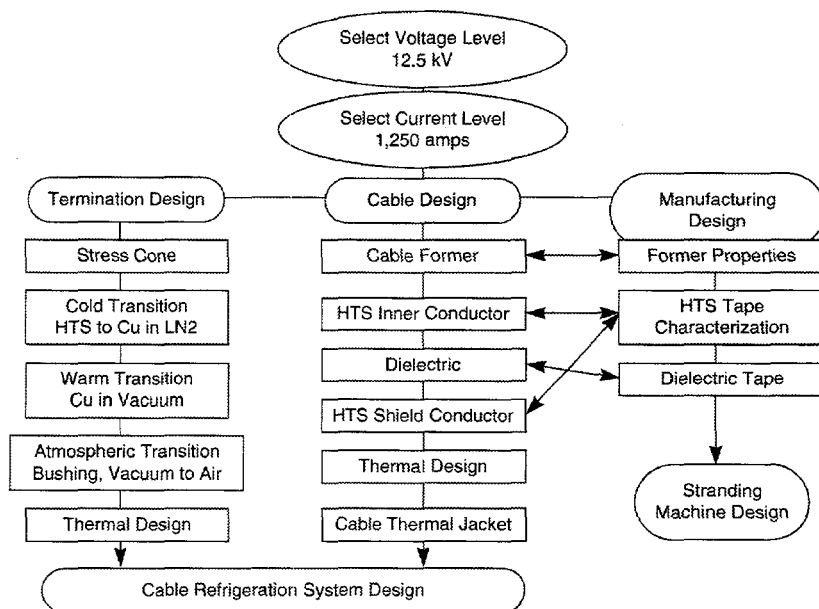 Select Voltage Level
12.5 kV
Select Current Level
1,250 amps
Termination Design
Cable Design
Manufacturing
Design
Stress Cone
Cable Former
Former Properties
Cold Transition
HTS to Cu in LN2
HTS Inner Conductor
HTS Tape
Characterization
Warm Transition
Cu in Vacuum
Dielectric
Dielectric Tape
HTS Shield Conductor
Atmospheric Transition
Bushing, Vacuum to Air
Thermal Design
Stranding
Machine Design
Thermal Design
Cable Thermal Jacket
Cable Refrigeration System Design